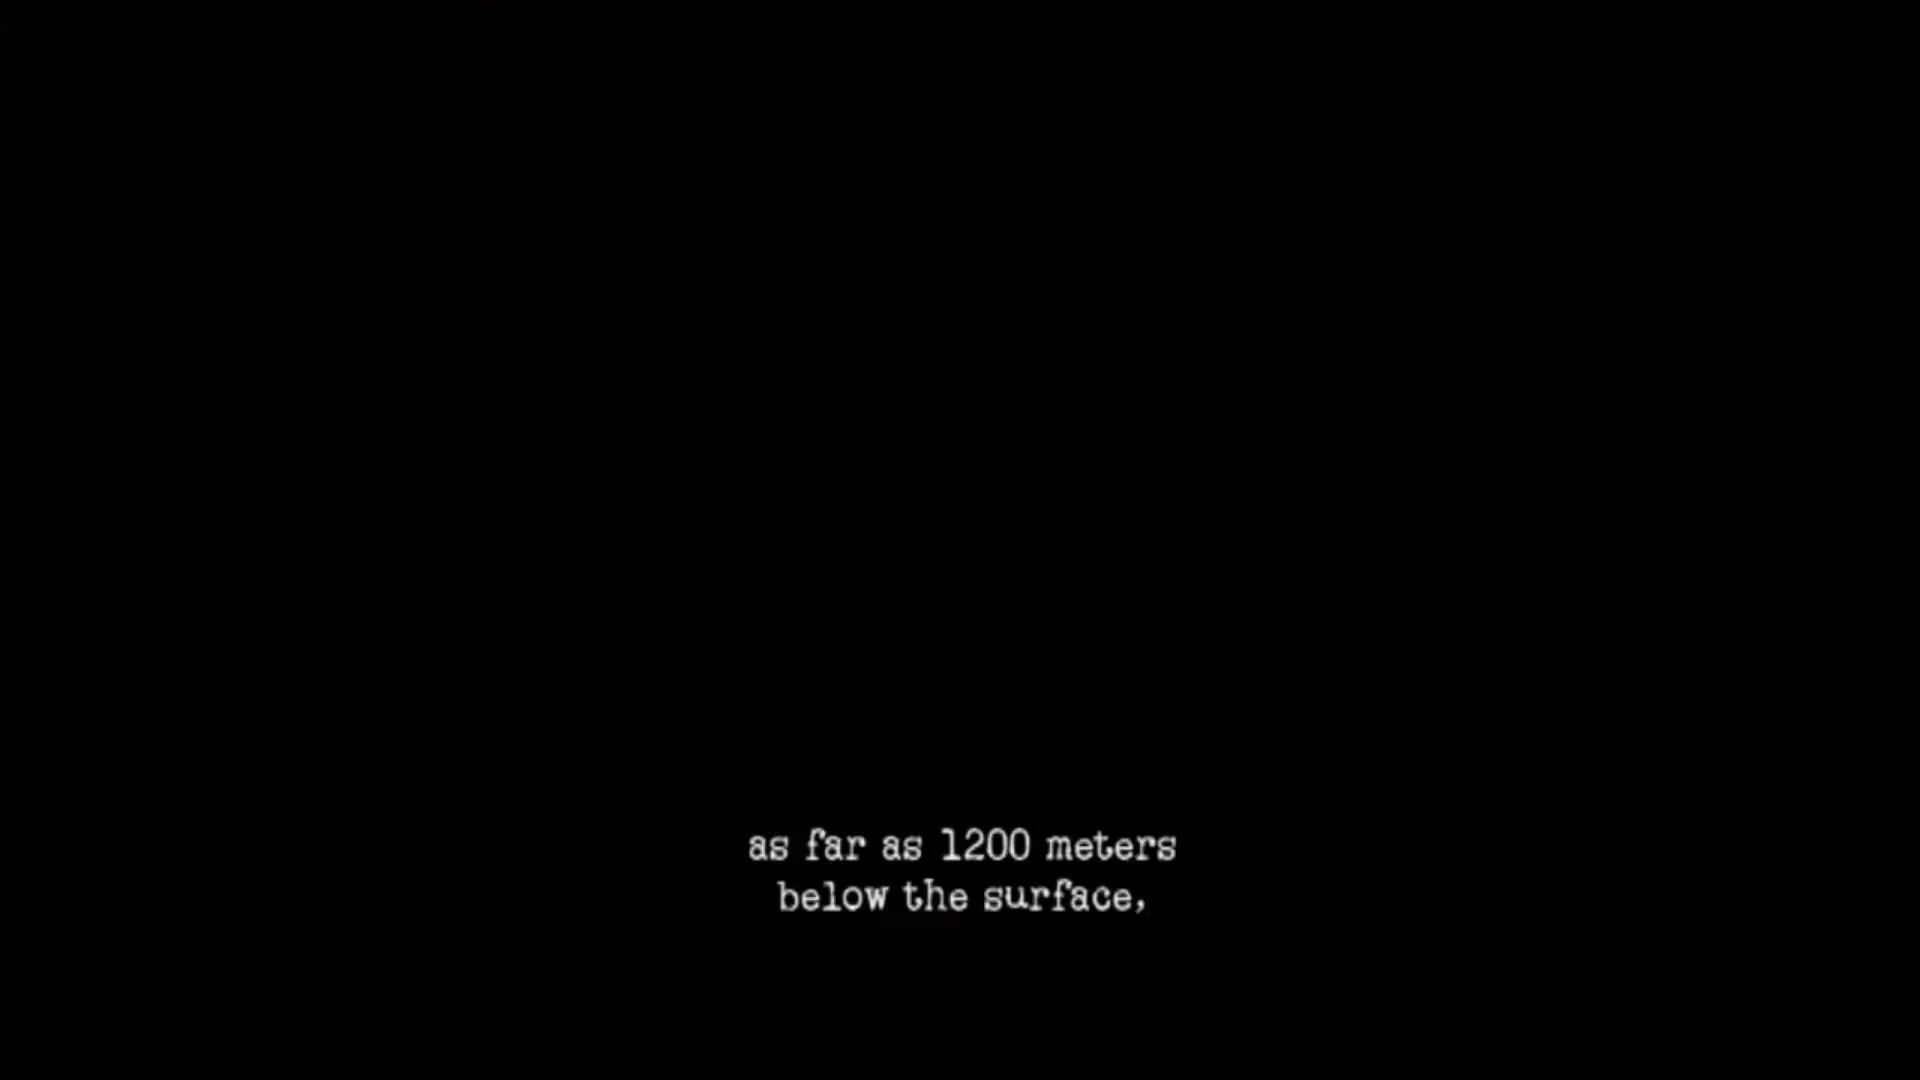 as far as 1200 meters
below the surface,